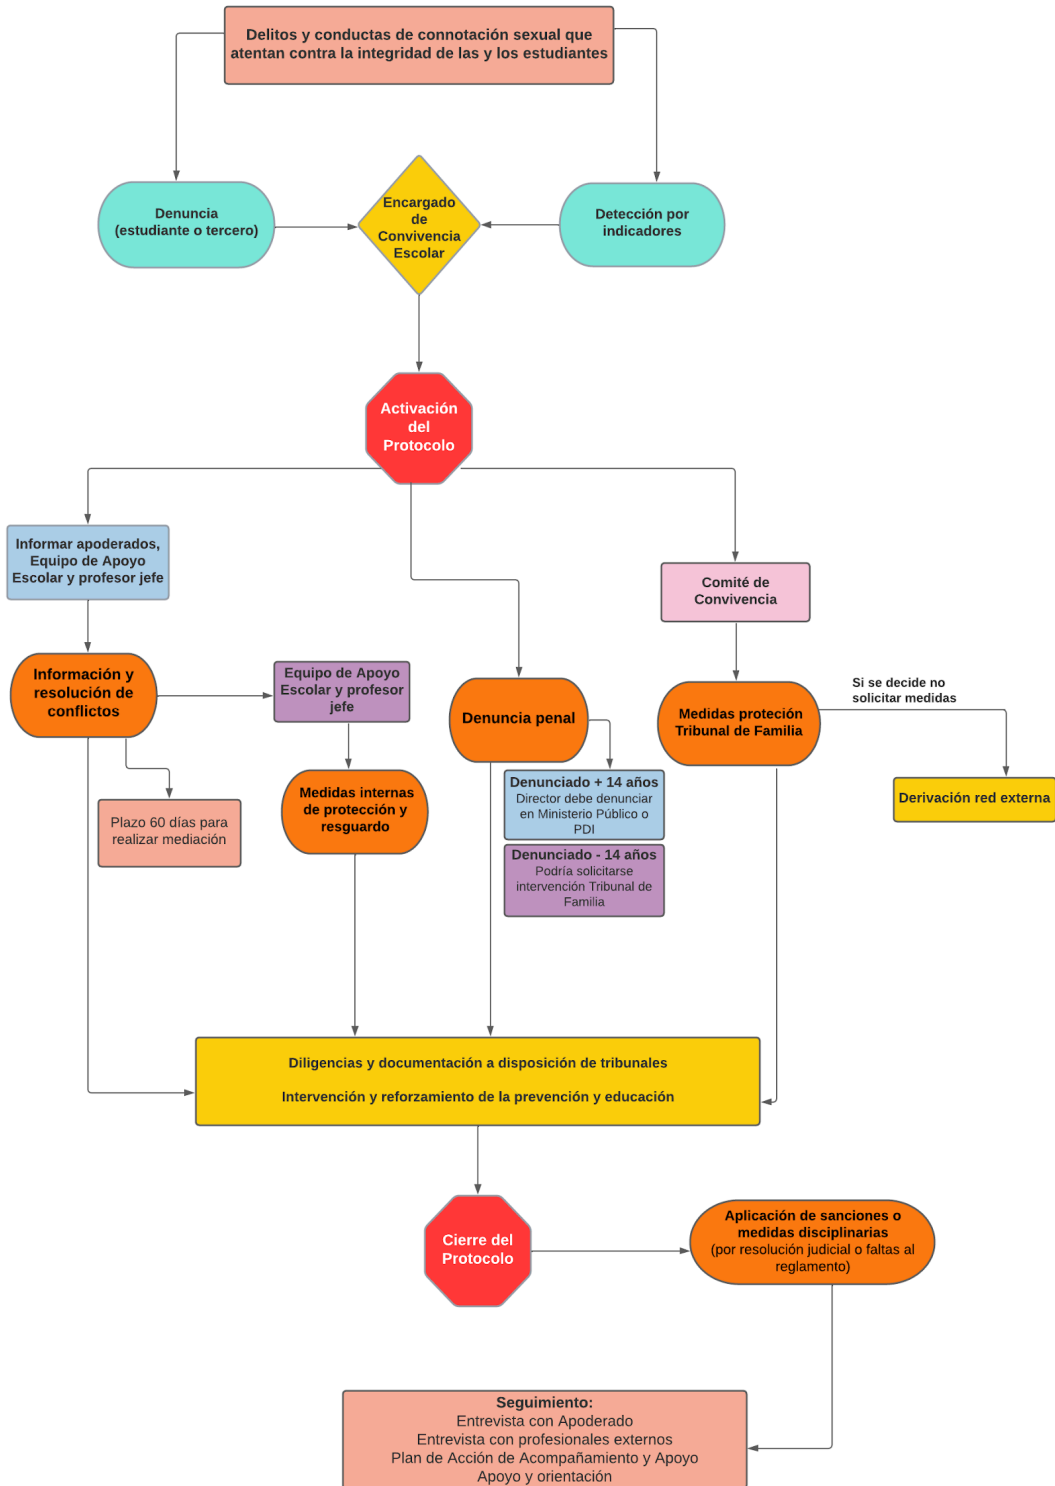 Delitos y conductas de connotación sexual que
atentan contra la integridad de las y los estudiantes
Denuncia
(estudiante o tercero)
Encargado
de
Convivencia
Escolar
Detección por
indicadores
Activación
del
Protocolo
Informar apoderados,
Equipo de Apoyo
Escolar y profesor jefe
Comité de
Convivencia
Información y
resolución de
conflictos
Equipo de Apoyo
Escolar y profesor
jefe
Denuncia penal
Medidas proteción
Tribunal de Familia
Si se decide no
solicitar medidas
Plazo 60 días para
realizar mediación
Medidas internas
de protección y
resguardo
Denunciado + 14 años
Director debe denunciar
en Ministerio Público o
PDI
Denunciado - 14 años
Podría solicitarse
intervención Tribunal de
Familia
Derivación red externa
Diligencias y documentación a disposición de tribunales
Intervención y reforzamiento de la prevención y educación
Cierre del
Protocolo
Aplicación de sanciones o
medidas disciplinarias
(por resolución judicial o faltas al
reglamento)
Seguimiento:
Entrevista con Apoderado
Entrevista con profesionales externos
Plan de Acción de Acompañamiento y Apoyo
Apoyo y orientación